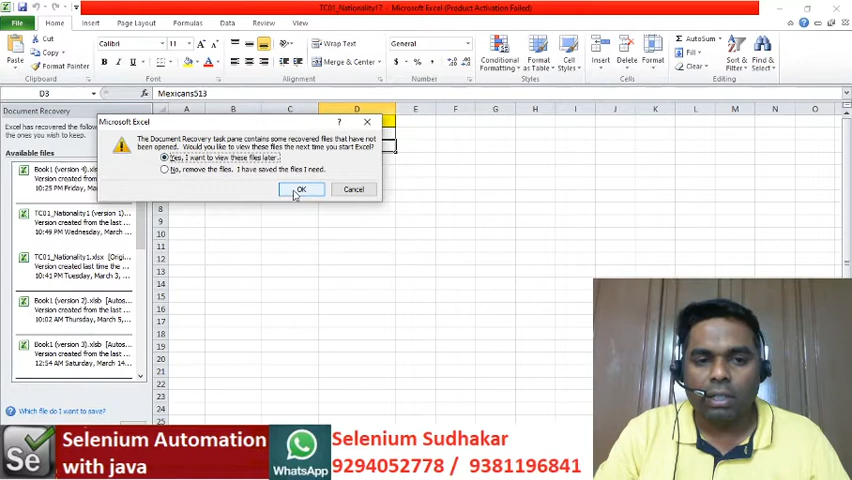 TC01_Nationality17 - Microsoft Excel (Product Activation Failed)
File Home Insert Page Layout Formulas Data Review View
Paste Cut Copy Format Painter
Clipboard
Calibri 11
B I U
Font
Wrap Text
Merge & Center
Alignment
General
$ % ,
Number
Conditional Formatting Format as Table Cell Styles
Styles
Insert Delete Format
Cells
AutoSum Fill Clear
Sort & Filter Find & Select
Editing
D3 fx Mexicans513
Document Recovery
A B C D E F G H I J K L M N O
Excel has recovered the
the ones you wish to keep.
Available files
Book1 (version 4).xls
10:25 PM Friday, M
TC01_Nationality1 (version 1)...
Version created from the last ...
10:49 PM Wednesday, March...
TC01_Nationality1.xlsx [Origi...
Version created last time the ...
10:41 PM Tuesday, March 3,...
Book1 (version 2).xlsb [Autos...
Version created from the last ...
10:02 AM Thursday, March 5,...
Book1 (version 3).xlsb [Autos...
Version created from the last ...
12:54 AM Saturday, March 14...
Which file do I want to save?
Microsoft Excel ?
The Document Recovery task pane contains some recovered files that have not
been opened. Would you like to view these files the next time you start Excel?
Yes, I want to view these files later.
No, remove the files. I have saved the files I need.
OK Cancel
8
9
10
11
12
13
14
15
16
17
18
19
20
21
22
23
24
25
Se
Selenium Automation
with java
WhatsApp
Selenium Sudhakar
9294052778 / 9381196841